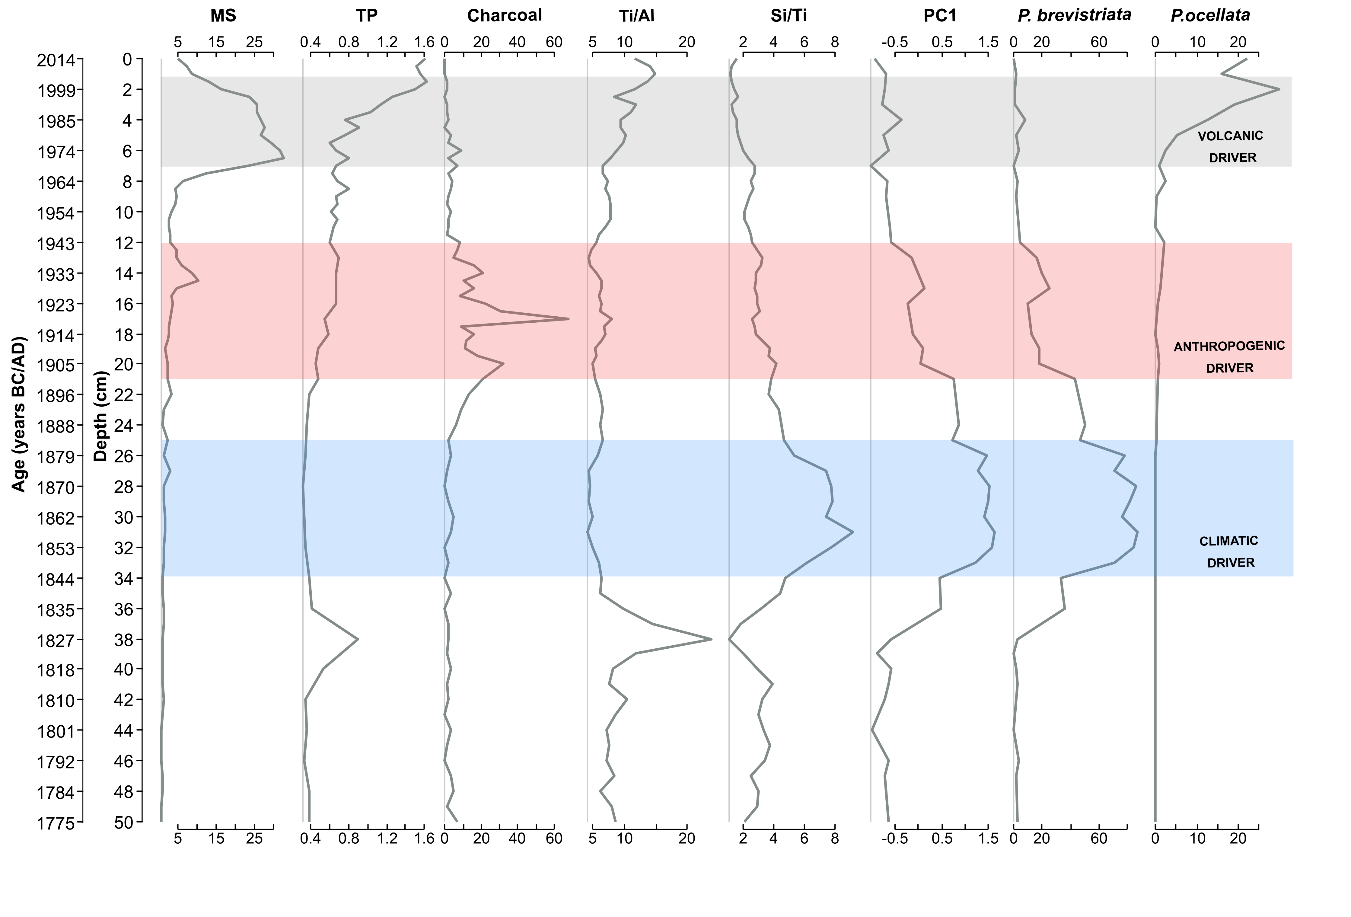 MS TP Charcoal Ti/Al Si/Ti PC1 P. brevistriata P.ocellata
5 25 0.4 0.8 1.2 1.6 0 20 40 60 5 10 20 2 4 6 8 -0.5 0.5 1.5 0 20 60 0 10 20
2014 0
1999 2
1985 4
VOLCANIC
1974 6
DRIVER
1964 8
1954 10
1943 12
1933 14
1923 16
1914 18
ANTHROPOGENIC
1905 20
DRIVER
1896 22
1888 24
1879 26
1870 28
1862 30
CLIMATIC
1853 32
DRIVER
1844 34
1835 36
1827 38
1818 40
1810 42
1801 44
1792 46
1784 48
1775 50
Age (years BC/AD)
Depth (cm)
5 25 0.4 0.8 1.2 1.6 0 20 40 60 5 10 20 2 4 6 8 -0.5 0.5 1.5 0 20 60 0 10 20